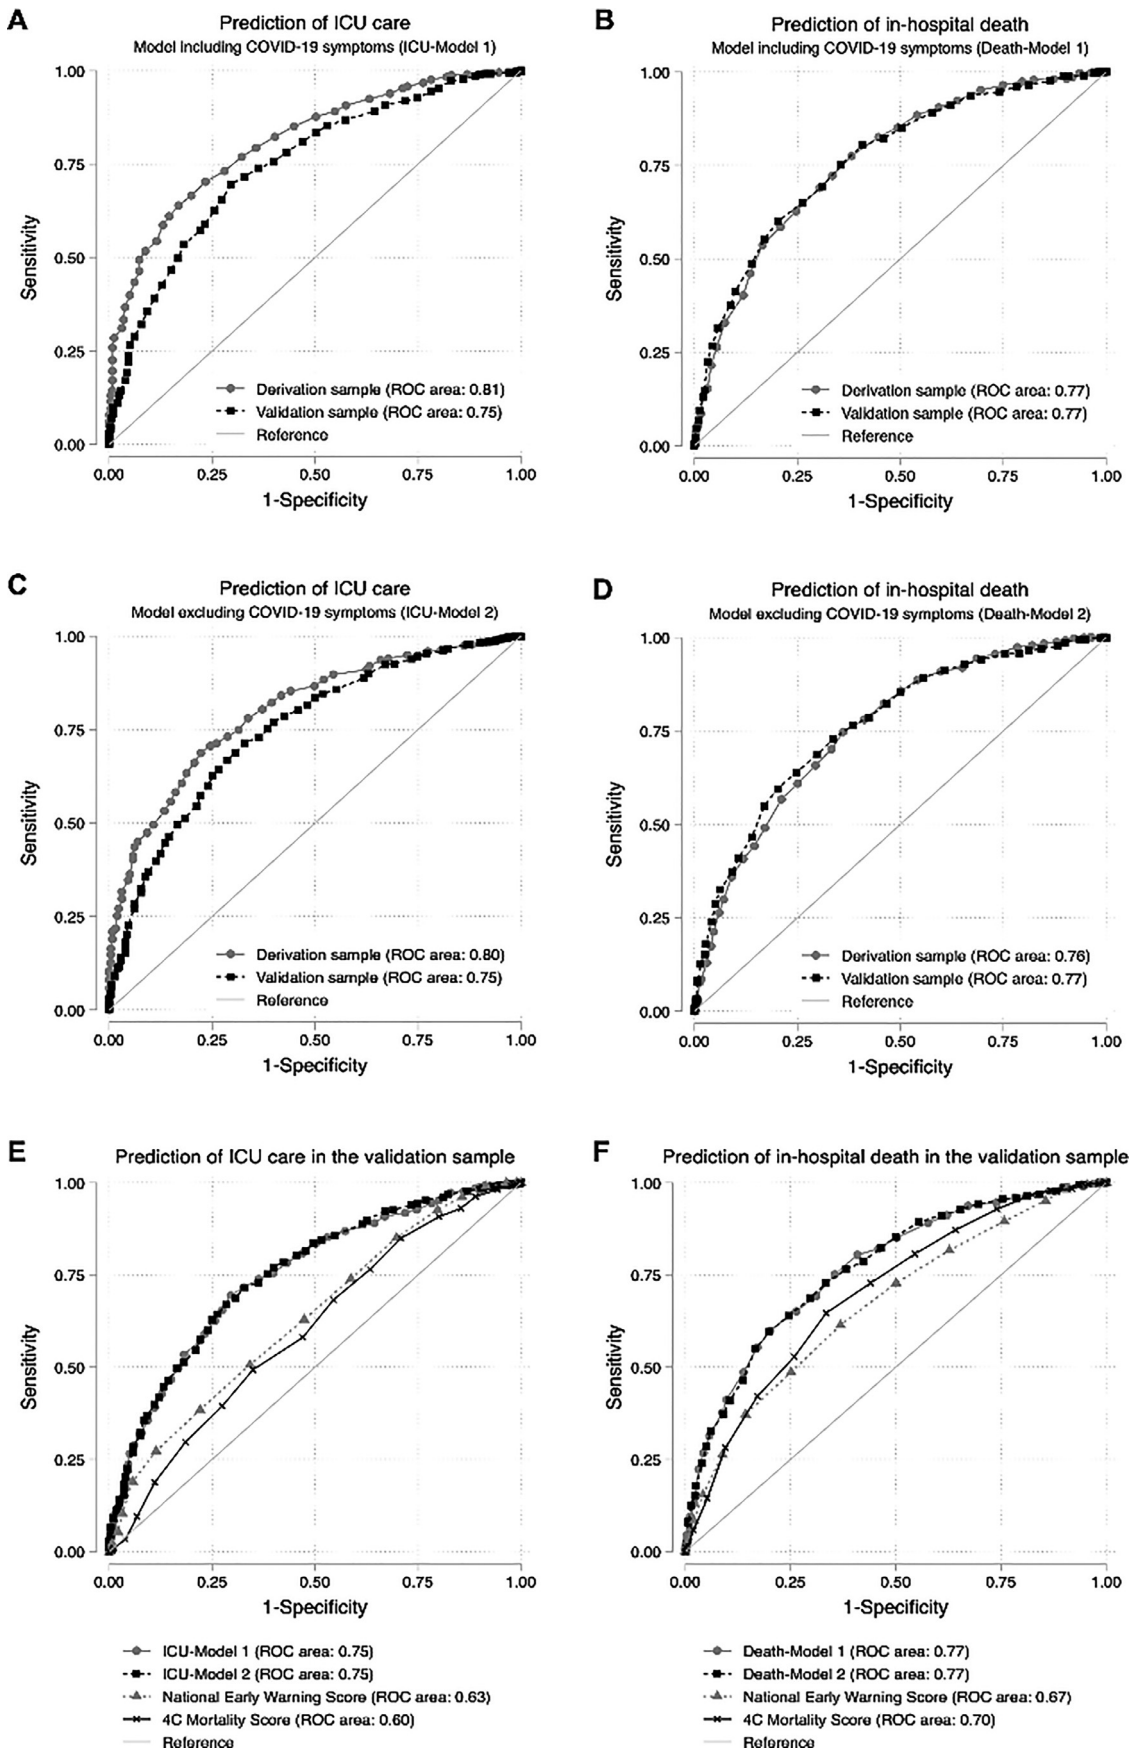 A
Prediction of ICU care
Model including COVID-19 symptoms (ICU-Model 1)
1.00
0.75
0.50
0.25
0.00
Sensitivity
Derivation sample (ROC area: 0.81)
Validation sample (ROC area: 0.75)
Reference
0.00 0.25 0.50 0.75 1.00
1-Specificity
B
Prediction of in-hospital death
Model including COVID-19 symptoms (Death-Model 1)
1.00
0.75
0.50
0.25
0.00
Sensitivity
Derivation sample (ROC area: 0.77)
Validation sample (ROC area: 0.77)
Reference
0.00 0.25 0.50 0.75 1.00
1-Specificity
C
Prediction of ICU care
Model excluding COVID-19 symptoms (ICU-Model 2)
1.00
0.75
0.50
0.25
0.00
Sensitivity
Derivation sample (ROC area: 0.80)
Validation sample (ROC area: 0.75)
Reference
0.00 0.25 0.50 0.75 1.00
1-Specificity
D
Prediction of in-hospital death
Model excluding COVID-19 symptoms (Death-Model 2)
1.00
0.75
0.50
0.25
0.00
Sensitivity
Derivation sample (ROC area: 0.76)
Validation sample (ROC area: 0.77)
Reference
0.00 0.25 0.50 0.75 1.00
1-Specificity
E
Prediction of ICU care in the validation sample
1.00
0.75
0.50
0.25
0.00
Sensitivity
0.00 0.25 0.50 0.75 1.00
1-Specificity
ICU-Model 1 (ROC area: 0.75)
ICU-Model 2 (ROC area: 0.75)
National Early Warning Score (ROC area: 0.63)
4C Mortality Score (ROC area: 0.60)
Reference
F
Prediction of in-hospital death in the validation sample
1.00
0.75
0.50
0.25
0.00
Sensitivity
0.00 0.25 0.50 0.75 1.00
1-Specificity
Death-Model 1 (ROC area: 0.77)
Death-Model 2 (ROC area: 0.77)
National Early Warning Score (ROC area: 0.67)
4C Mortality Score (ROC area: 0.70)
Reference